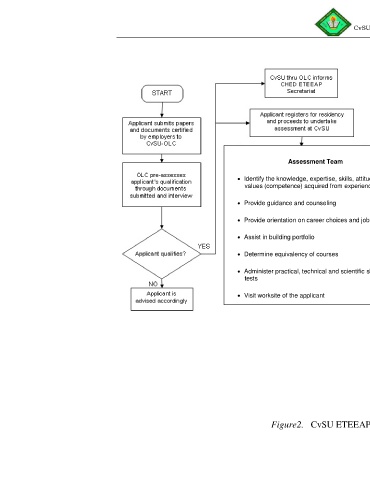 CvSU
CvSU thru OLC informs
CHED ETEEAP
Secretariat
START
Applicant registers for residency
and proceeds to undertake
assessment at CvSU
Applicant submits papers
and documents certified
by employers to
CvSU-OLC
Assessment Team
OLC pre-assesses
applicant's qualification
through documents
submitted and interview
• Identify the knowledge, expertise, skills, attitu
values (competence) acquired from experienc
• Provide guidance and counseling
• Provide orientation on career choices and job
• Assist in building portfolio
YES
Applicant qualifies?
• Determine equivalency of courses
• Administer practical, technical and scientific s
tests
NO
Applicant is
advised accordingly
• Visit worksite of the applicant
Figure2. CvSU ETEEAP